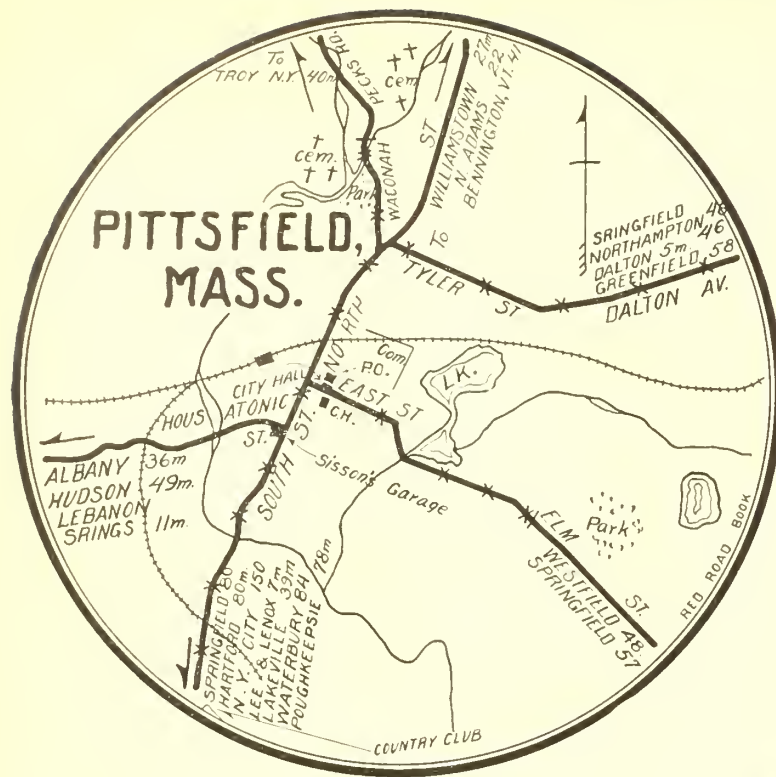 To
TROY N.Y. 40m
PECKS RD.
cem.
cem.
Park
WACONAH
ST
To WILLIAMSTOWN 27m
N. ADAMS 22
BENNINGTON, VT. 41
PITTSFIELD,
MASS.
SRINGFIELD 46
NORTHAMPTON, 46
DALTON 5m.
GREENFIELD, 58
TYLER ST
DALTON AV.
NORTH
Com.
P.O.
CITY HALL
EAST ST
LK.
C.H.
HOUSATONIC
ST.
SOUTH ST.
Sisson's Garage
ALBANY 36m
HUDSON 49m.
LEBANON
SRINGS 11m.
ELM ST.
Park
WESTFIELD 48.
SPRINGFIELD 57
RED ROAD BOOK
SPRINGFIELD 80
HARTFORD 80m.
N.Y. CITY 150
LEE & LENOX 7m
LAKEVILLE 39m
WATERBURY 84
POUGHKEEPSIE 78m
COUNTRY CLUB